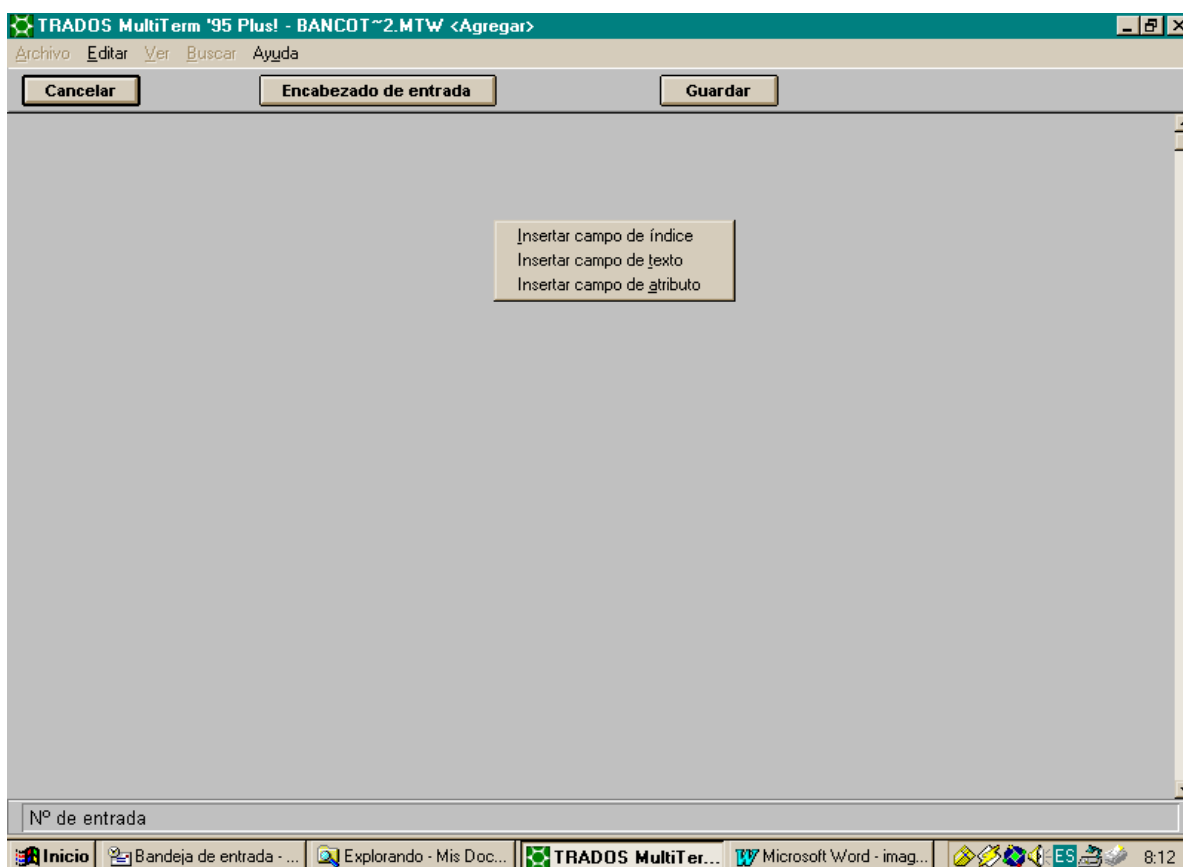 TRADOS MultiTerm '95 Plus! - BANCOT~2.MTW <Agregar>
Archivo Editar Ver Buscar Ayuda
Cancelar Encabezado de entrada Guardar
Insertar campo de índice
Insertar campo de texto
Insertar campo de atributo
Nº de entrada
Inicio Bandeja de entrada - ... Explorando - Mis Doc... TRADOS MultiTer... Microsoft Word - imag... ES 8:12